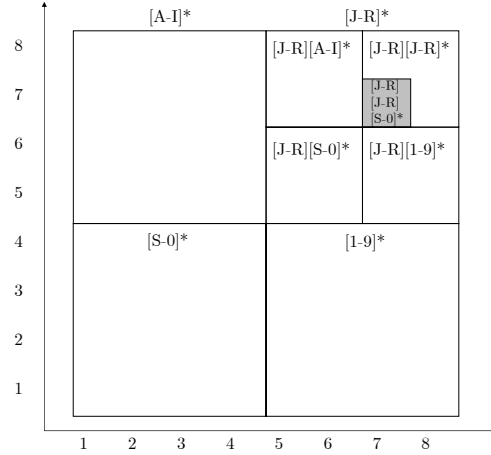 [A-I]* [J-R]*
8
[J-R][A-I]* [J-R][J-R]*
7
[J-R]
[J-R]
[S-0]*
6
[J-R][S-0]* [J-R][1-9]*
5
4
[S-0]* [1-9]*
3
2
1
1 2 3 4 5 6 7 8